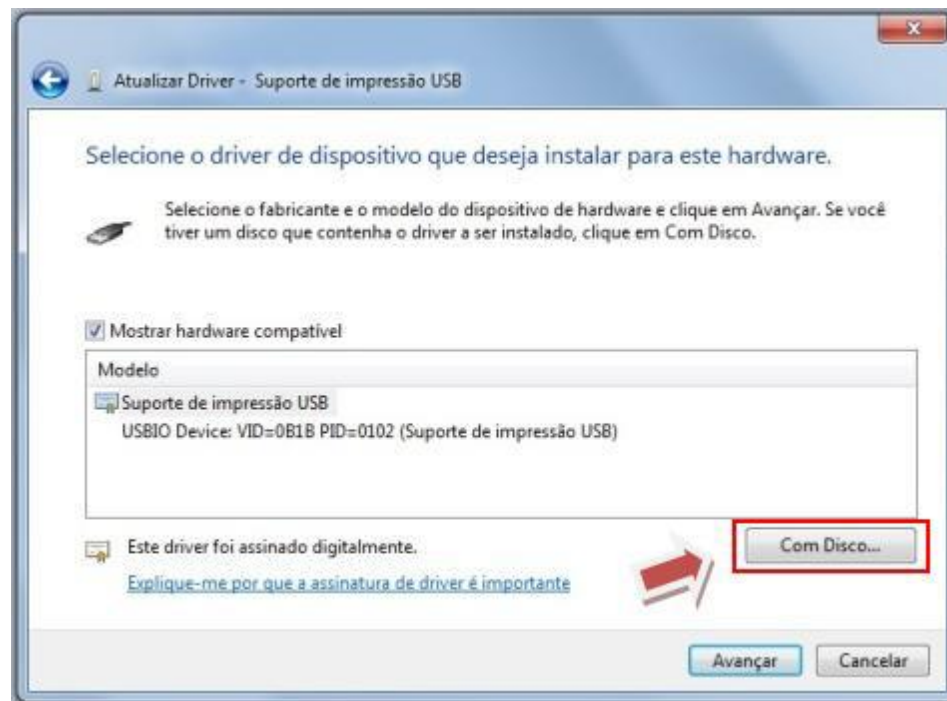 Atualizar Driver - Suporte de impressão USB
Selecione o driver de dispositivo que deseja instalar para este hardware.
Selecione o fabricante e o modelo do dispositivo de hardware e clique em Avançar. Se você
tiver um disco que contenha o driver a ser instalado, clique em Com Disco.
Mostrar hardware compatível
Modelo
Suporte de impressão USB
USBIO Device: VID=0B1B PID=0102 (Suporte de impressão USB)
Este driver foi assinado digitalmente.
Com Disco...
Explique-me por que a assinatura de driver é importante
Avançar
Cancelar